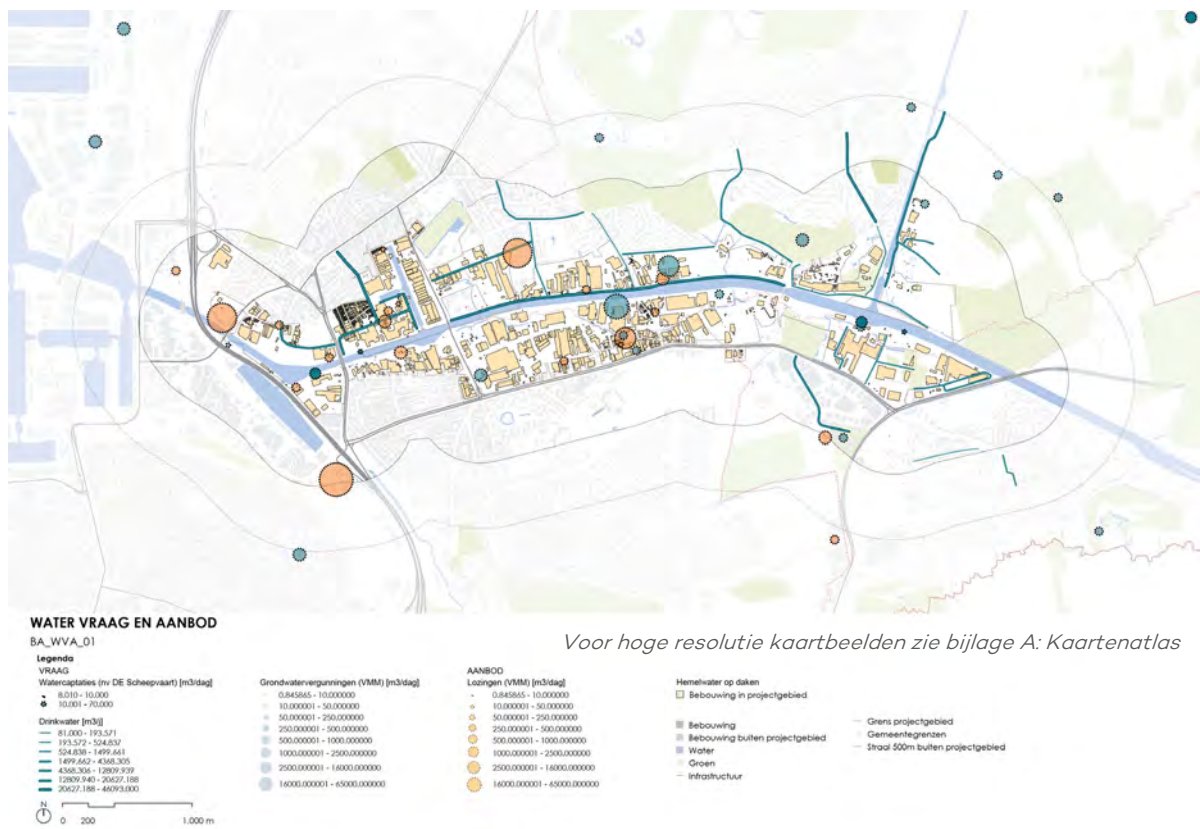 WATER VRAAG EN AANBOD
BA_WVA_01
Voor hoge resolutie kaartbeelden zie bijlage A: Kaartenatlas
Legenda
VRAAG
Watercaptaties (nv DE Scheepvaart) [m3/dag]
8.010 - 10.000
10.001 - 70.000
Drinkwater [m3/j]
81.000 - 193.571
193.572 - 524.837
524.838 - 1499.661
1499.662 - 4368.305
4368.306 - 12809.939
12809.940 - 20627.188
20627.188 - 46093.000
N
0 200 1.000 m
Grondwatervergunningen (VMM) [m3/dag]
0.845865 - 10.000000
10.000001 - 50.000000
50.000001 - 250.000000
250.000001 - 500.000000
500.000001 - 1000.000000
1000.000001 - 2500.000000
2500.000001 - 16000.000000
16000.000001 - 65000.000000
AANBOD
Lozingen (VMM) [m3/dag]
0.845865 - 10.000000
10.000001 - 50.000000
50.000001 - 250.000000
250.000001 - 500.000000
500.000001 - 1000.000000
1000.000001 - 2500.000000
2500.000001 - 16000.000000
16000.000001 - 65000.000000
Hemelwater op daken
Bebouwing in projectgebied
Bebouwing
Bebouwing buiten projectgebied
Water
Groen
Infrastructuur
Grens projectgebied
Gemeentegrenzen
Straal 500m buiten projectgebied